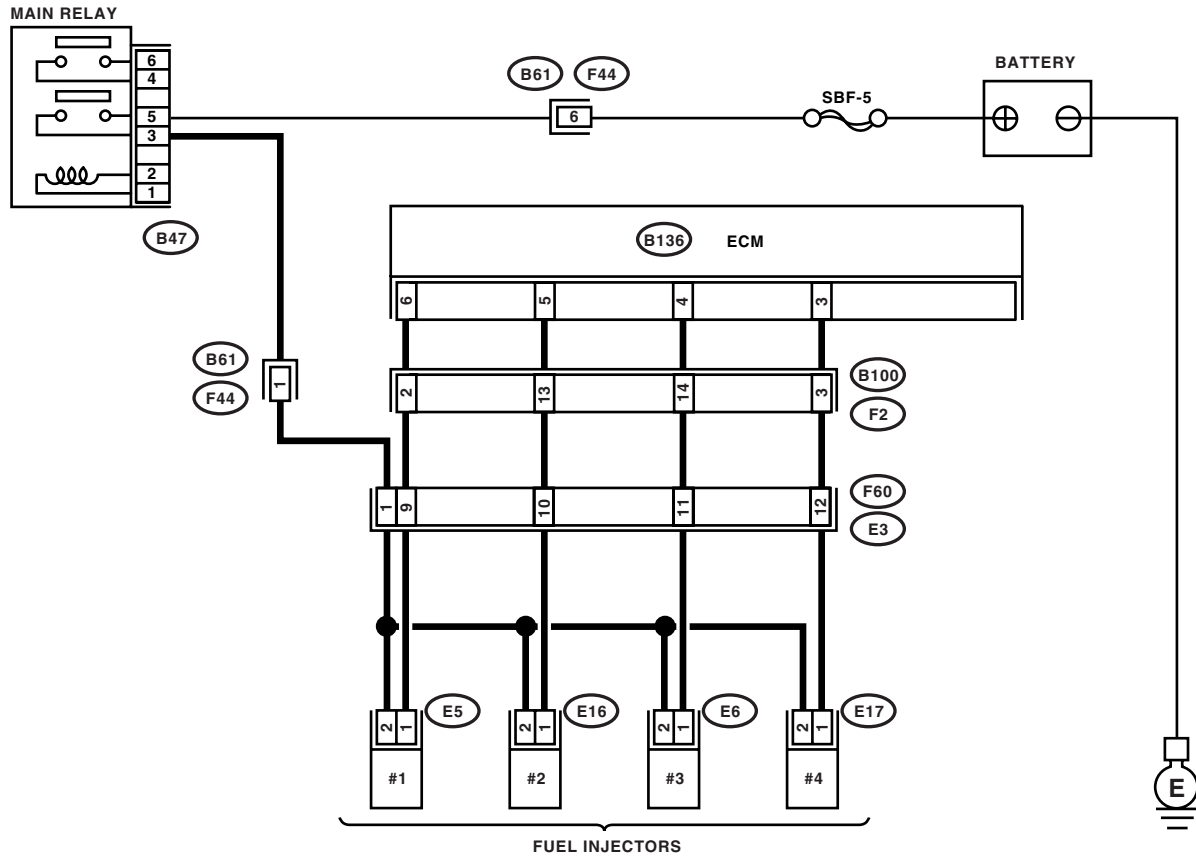 MAIN RELAY
6
4
5
3
2
1
B47
B61 F44
6
SBF-5
BATTERY
B136 ECM
6 5 4 3
B61
F44
1
2 13 14 3
B100
F2
1 9 10 11 12
F60
E3
2 1 E5
2 1 E16
2 1 E6
2 1 E17
#1 #2 #3 #4
E
FUEL INJECTORS